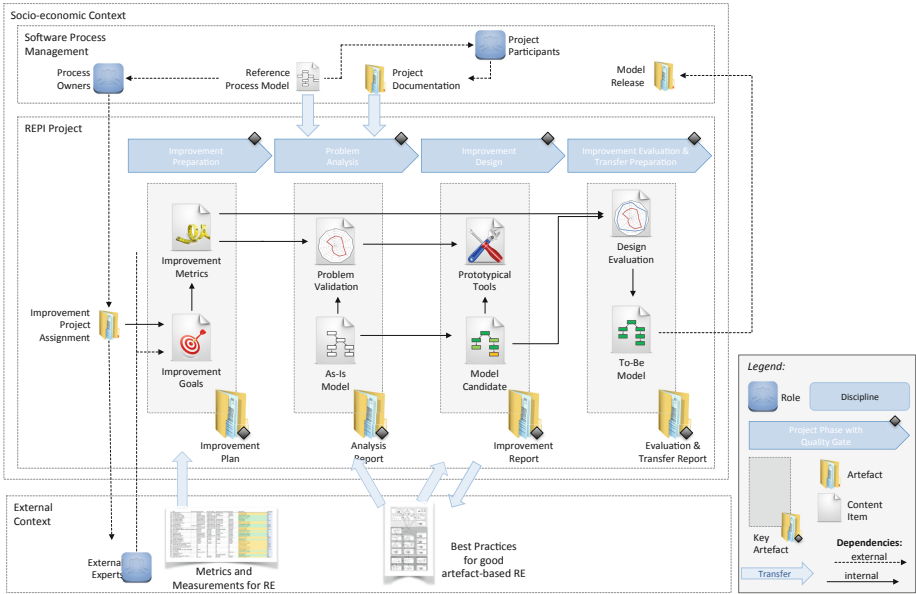 Socio-economic Context
Software Process
Management
Process
Owners
Reference
Process Model
Project
Documentation
Project
Participants
Model
Release
REPI Project
Improvement
Preparation
Problem
Analysis
Improvement
Design
Improvement Evaluation &
Transfer Preparation
Improvement
Metrics
Problem
Validation
Prototypical
Tools
Design
Evaluation
Improvement
Project
Assignment
Improvement
Goals
As-Is
Model
Model
Candidate
To-Be
Model
Improvement
Plan
Analysis
Report
Improvement
Report
Evaluation &
Transfer Report
External
Context
External
Experts
Metrics and
Measurements for RE
Best Practices
for good
artefact-based RE
Legend:
Role
Discipline
Project Phase with
Quality Gate
Artefact
Content
Item
Key
Artefact
Dependencies:
external
internal
Transfer